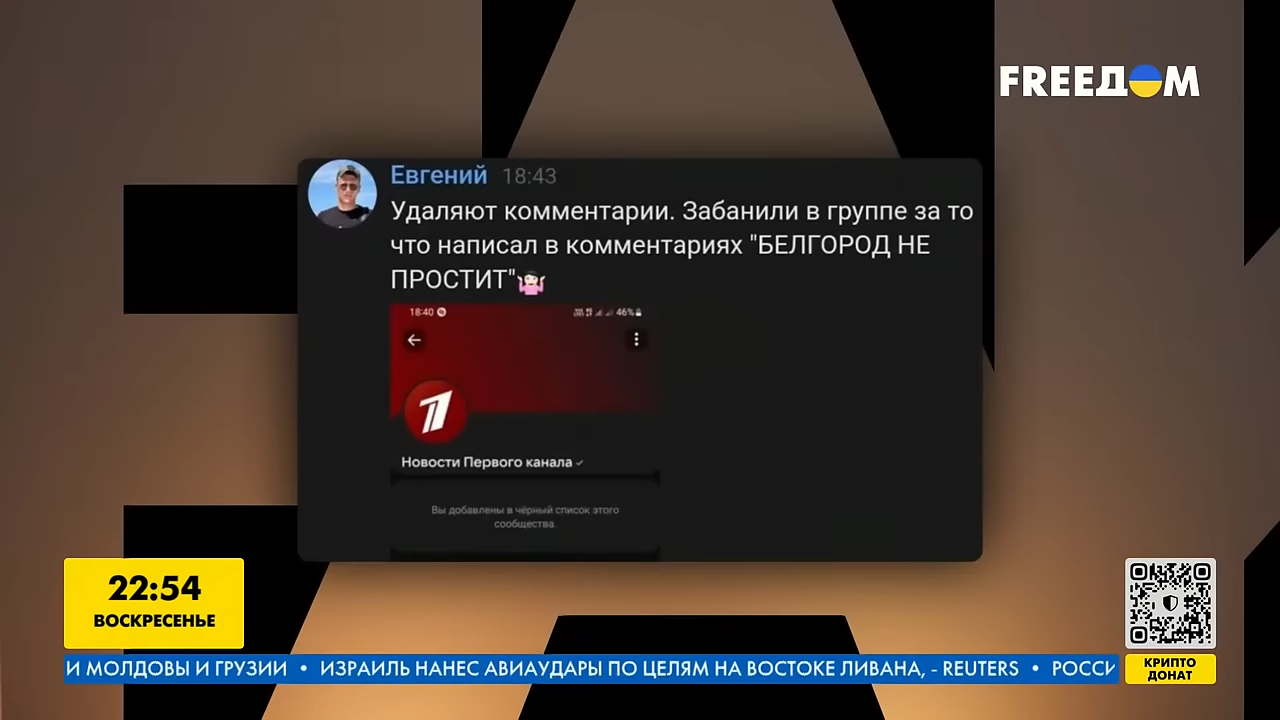 FREEДOM
Евгений 18:43
Удаляют комментарии. Забанили в группе за то
что написал в комментариях "БЕЛГОРОД НЕ
ПРОСТИТ"🤷🏻‍♀️
18:40
46%
Новости Первого канала
Вы добавлены в чёрный список этого
сообщества.
22:54
ВОСКРЕСЕНЬЕ
И МОЛДОВЫ И ГРУЗИИ • ИЗРАИЛЬ НАНЕС АВИАУДАРЫ ПО ЦЕЛЯМ НА ВОСТОКЕ ЛИВАНА, - REUTERS • РОССИ
КРИПТО
ДОНАТ